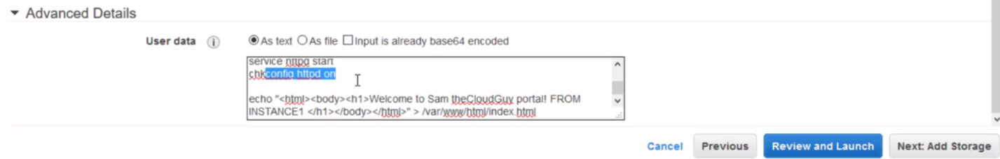 Advanced Details
User data
As text As file Input is already base64 encoded
service httpd start
chkconfig httpd on
echo "<html><body><h1>Welcome to Sam theCloudGuy portal! FROM
INSTANCE1 </h1></body></html>" > /var/www/html/index.html
Cancel Previous Review and Launch Next: Add Storage